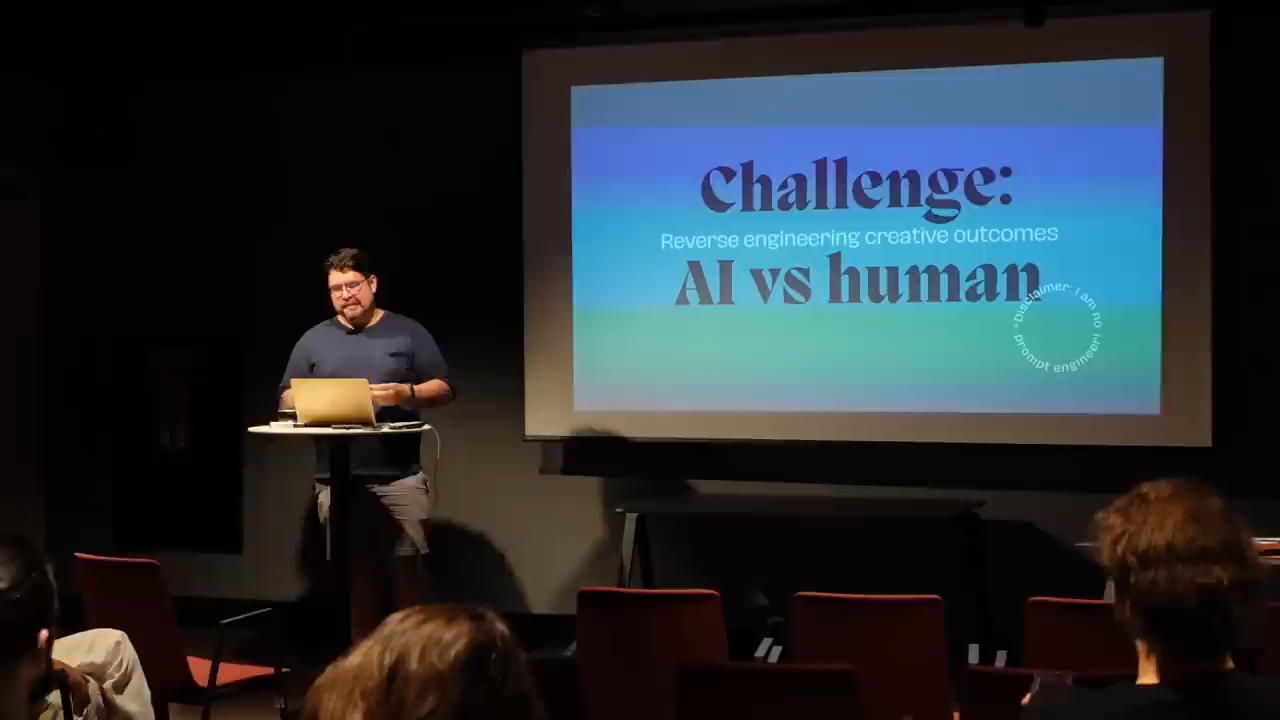 Challenge:
Reverse engineering creative outcomes
AI vs human
*Disclaimer: I am no prompt engineer!